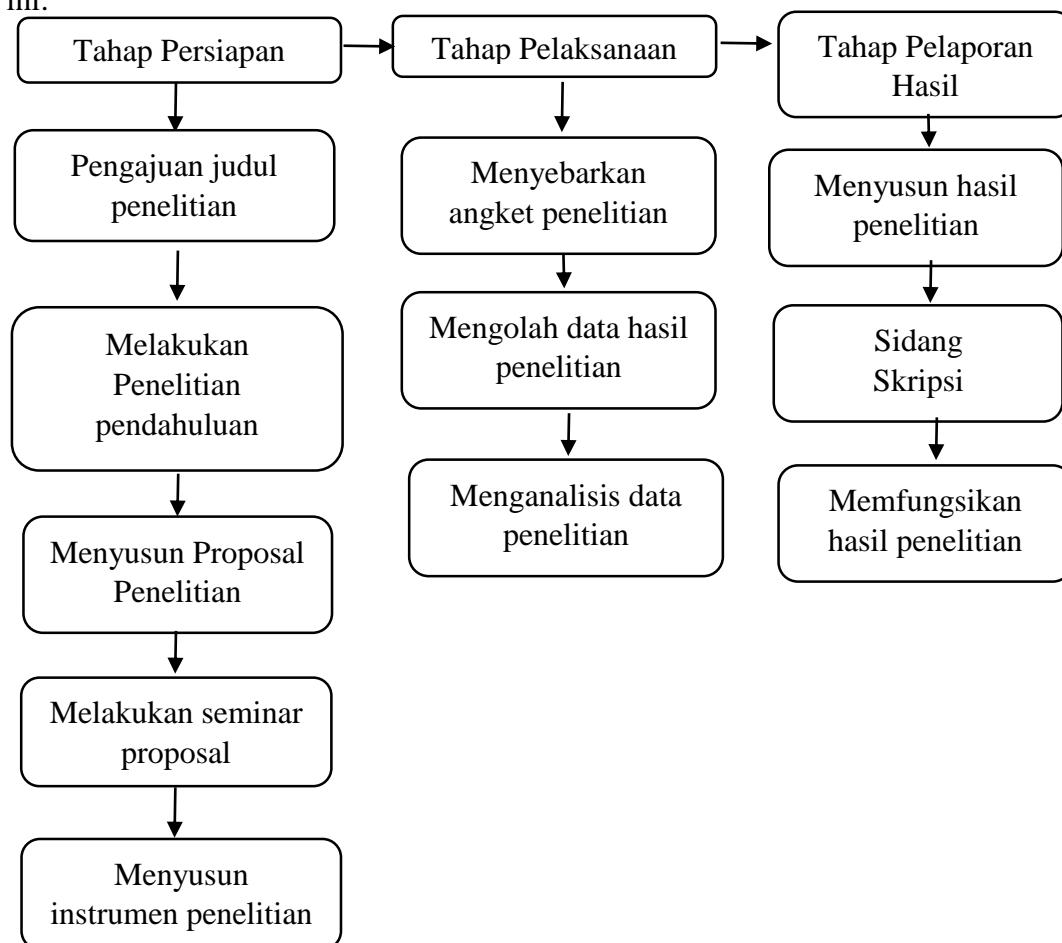 ini.
Tahap Persiapan
Tahap Pelaksanaan
Tahap Pelaporan
Hasil
Pengajuan judul
penelitian
Melakukan
Penelitian
pendahuluan
Menyusun Proposal
Penelitian
Melakukan seminar
proposal
Menyusun
instrumen penelitian
Menyebarkan
angket penelitian
Mengolah data hasil
penelitian
Menganalisis data
penelitian
Menyusun hasil
penelitian
Sidang
Skripsi
Memfungsikan
hasil penelitian